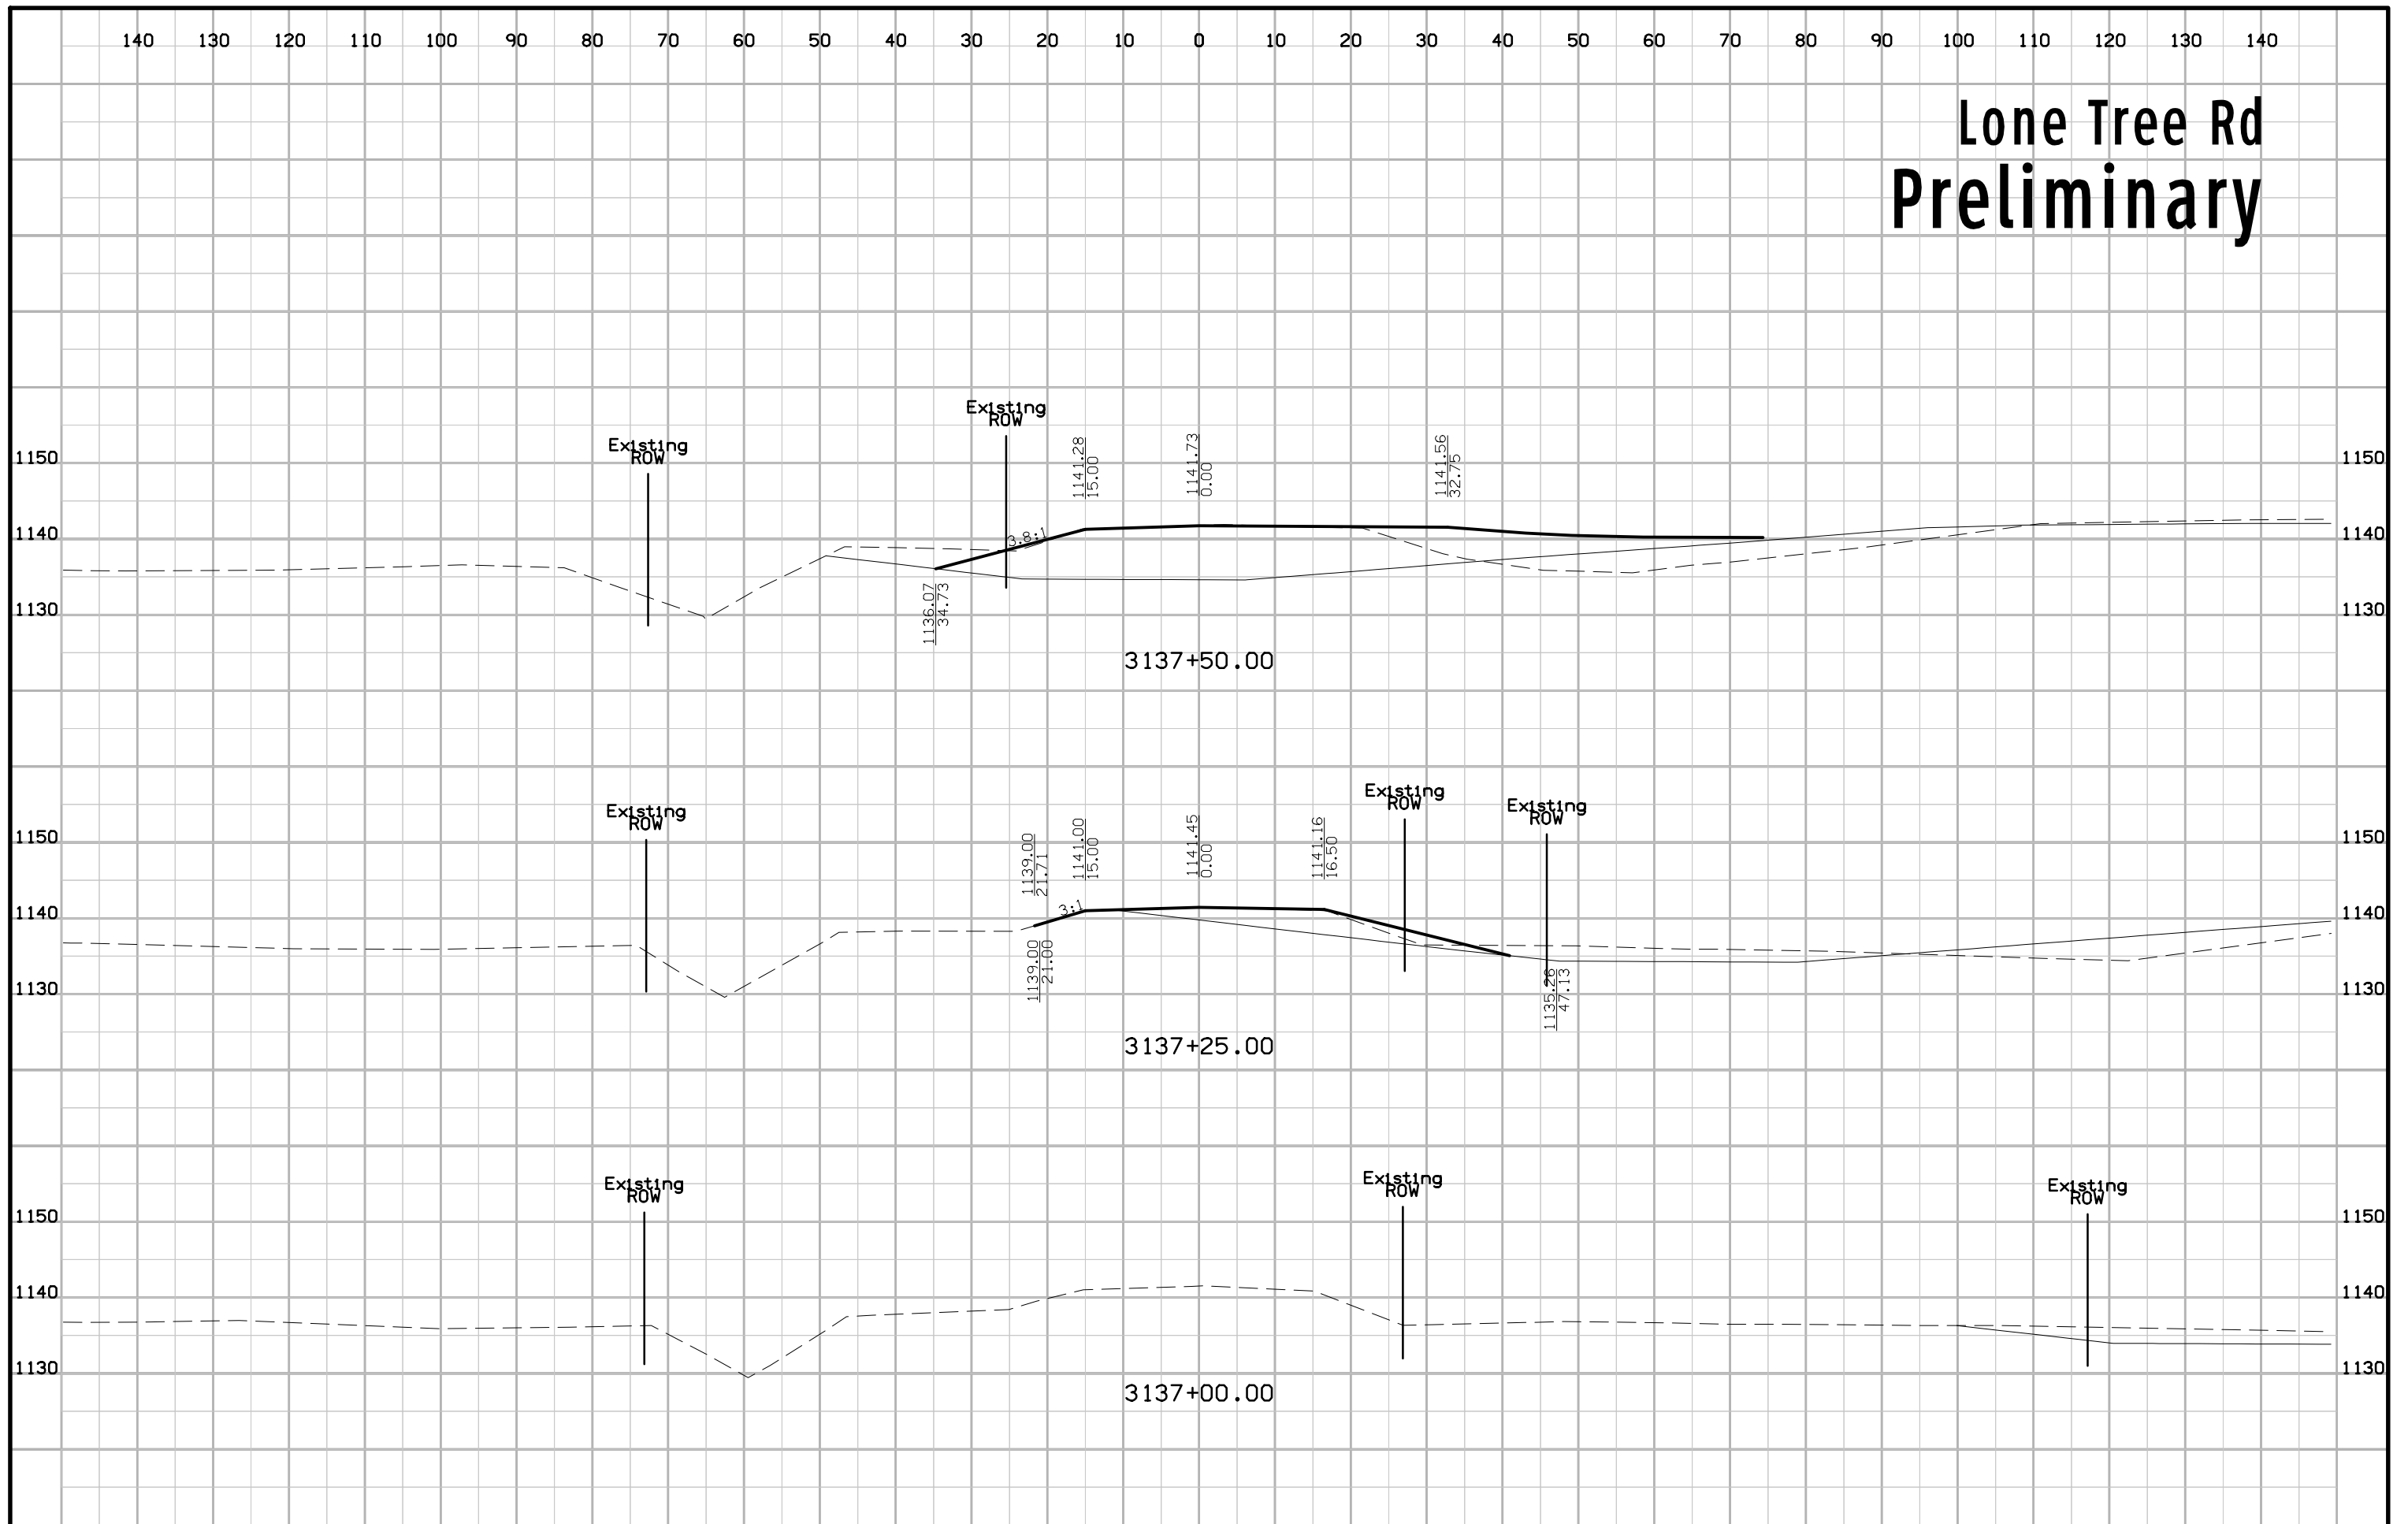 140 130 120 110 100 90 80 70 60 50 40 30 20 10 0 10 20 30 40 50 60 70 80 90 100 110 120 130 140
Lone Tree Rd
Preliminary
Existing
ROW
Existing
ROW
1141.28
15.00
1141.73
0.00
1141.56
32.75
1150 1150
1140 1140
3.8:1
1130 1130
1136.07
34.73
3137+50.00
Existing
ROW
Existing
ROW
Existing
ROW
1139.00
21.71
1141.00
15.00
1141.45
0.00
1141.16
16.50
1150 1150
1140 1140
3:1
1130 1130
1139.00
21.00
1135.26
47.13
3137+25.00
Existing
ROW
Existing
ROW
Existing
ROW
1150 1150
1140 1140
1130 1130
3137+00.00